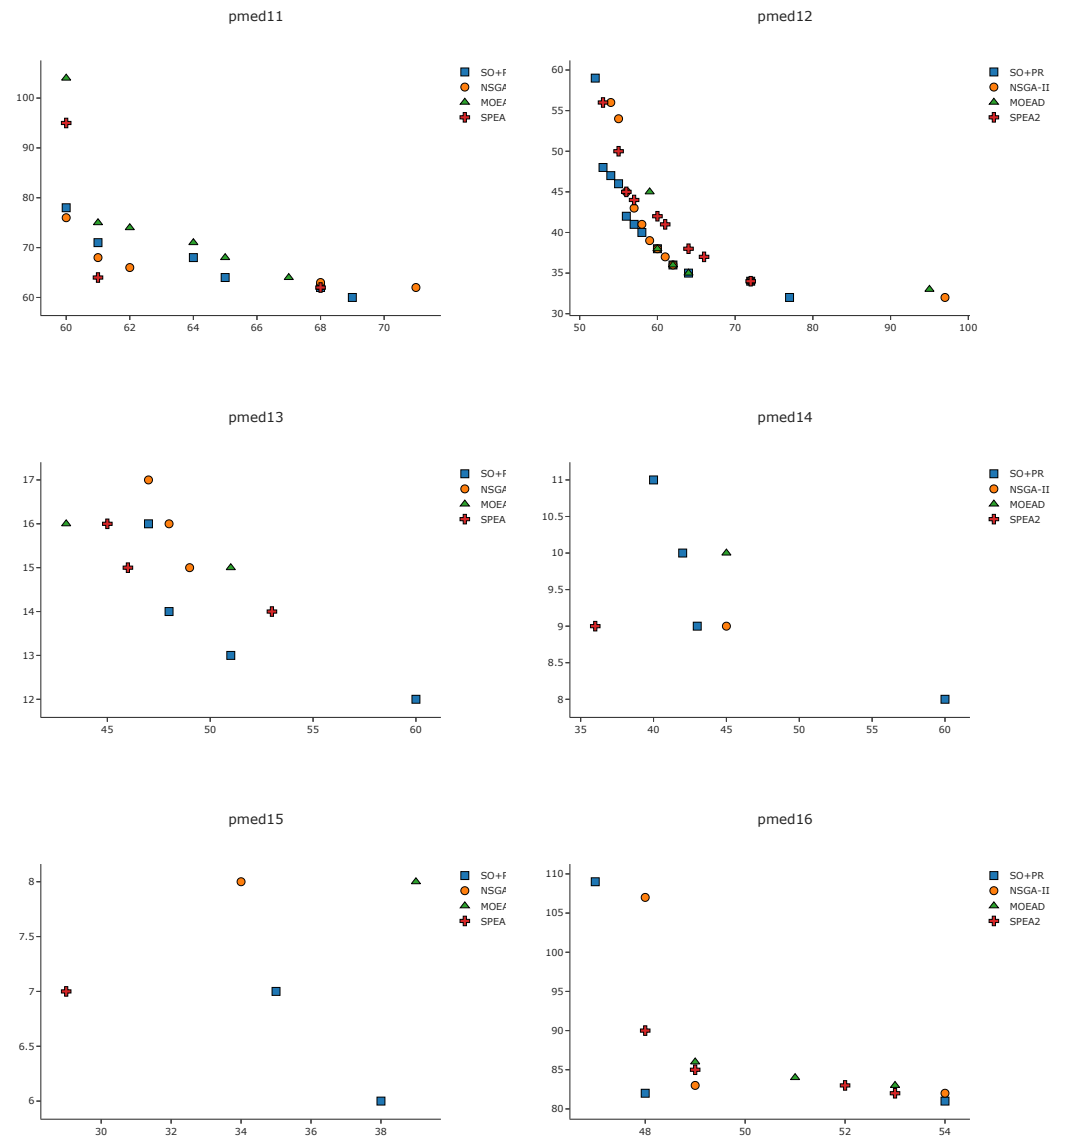 pmed11
pmed12
100
90
80
70
60
60
62
64
66
68
70
SO+P
NSGA
MOEA
SPEA
60
55
50
45
40
35
30
50
60
70
80
90
100
SO+PR
NSGA-II
MOEAD
SPEA2
pmed13
pmed14
17
16
15
14
13
12
45
50
55
60
SO+P
NSGA
MOEA
SPEA
11
10.5
10
9.5
9
8.5
8
35
40
45
50
55
60
SO+PR
NSGA-II
MOEAD
SPEA2
pmed15
pmed16
8
7.5
7
6.5
6
30
32
34
36
38
SO+P
NSGA
MOEA
SPEA
110
105
100
95
90
85
80
48
50
52
54
SO+PR
NSGA-II
MOEAD
SPEA2